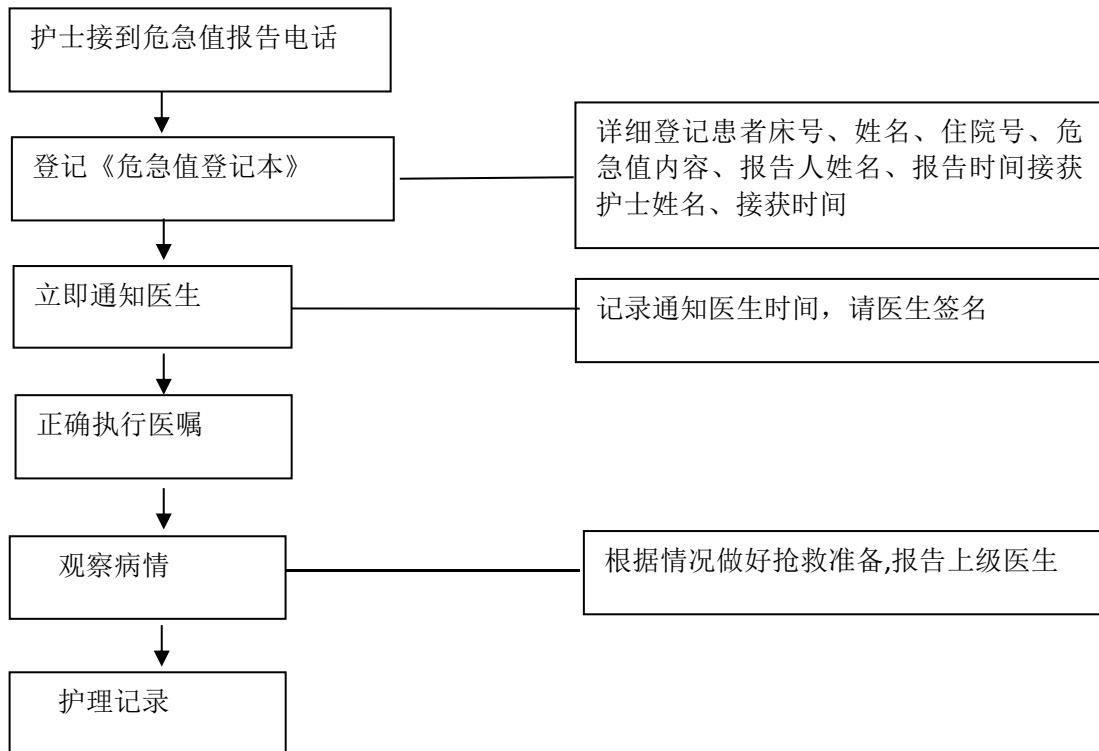 护士接到危急值报告电话
登记《危急值登记本》
详细登记患者床号、姓名、住院号、危
急值内容、报告人姓名、报告时间接获
护士姓名、接获时间
立即通知医生
记录通知医生时间，请医生签名
正确执行医嘱
观察病情
根据情况做好抢救准备,报告上级医生
护理记录